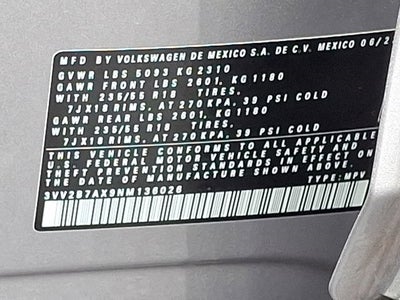 MFD BY VOLKSWAGEN DE MEXICO S.A. DE C.V. MEXICO 06/2
GVWR LBS 5093 KG 2310
GAWR FRONT LBS 2601, KG 1180
WITH 235/55 R18 TIRES,
7JX18 RIMS, AT 270 KPA, 39 PSI COLD
GAWR REAR LBS 2601, KG 1180
WITH 235/55 R18 TIRES,
7JX18 RIMS, AT 270 KPA, 39 PSI COLD
THIS VEHICLE CONFORMS TO ALL APPLICABLE
U.S. FEDERAL MOTOR VEHICLE SAFETY AND
THEFT PREVENTION STANDARDS IN EFFECT ON
THE DATE OF MANUFACTURE SHOWN ABOVE.
3VV2B7AX9NM136026 TYPE: MPV